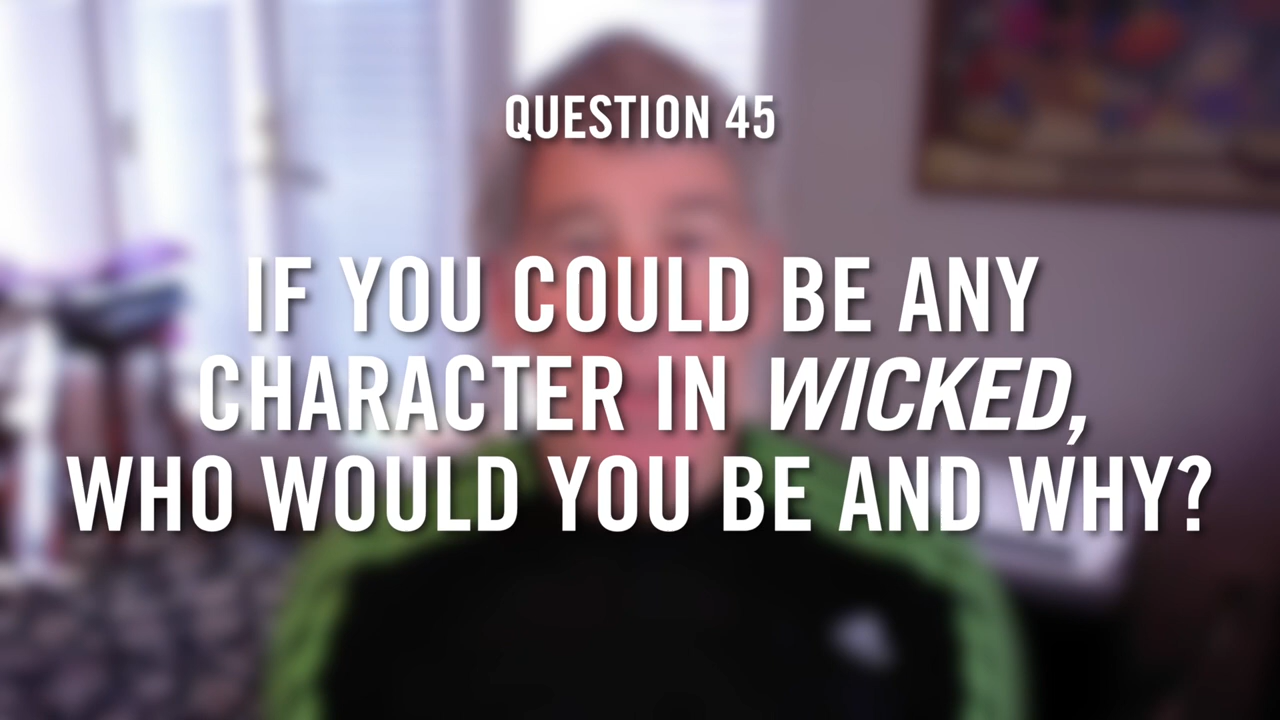 QUESTION 45
IF YOU COULD BE ANY
CHARACTER IN WICKED,
WHO WOULD YOU BE AND WHY?